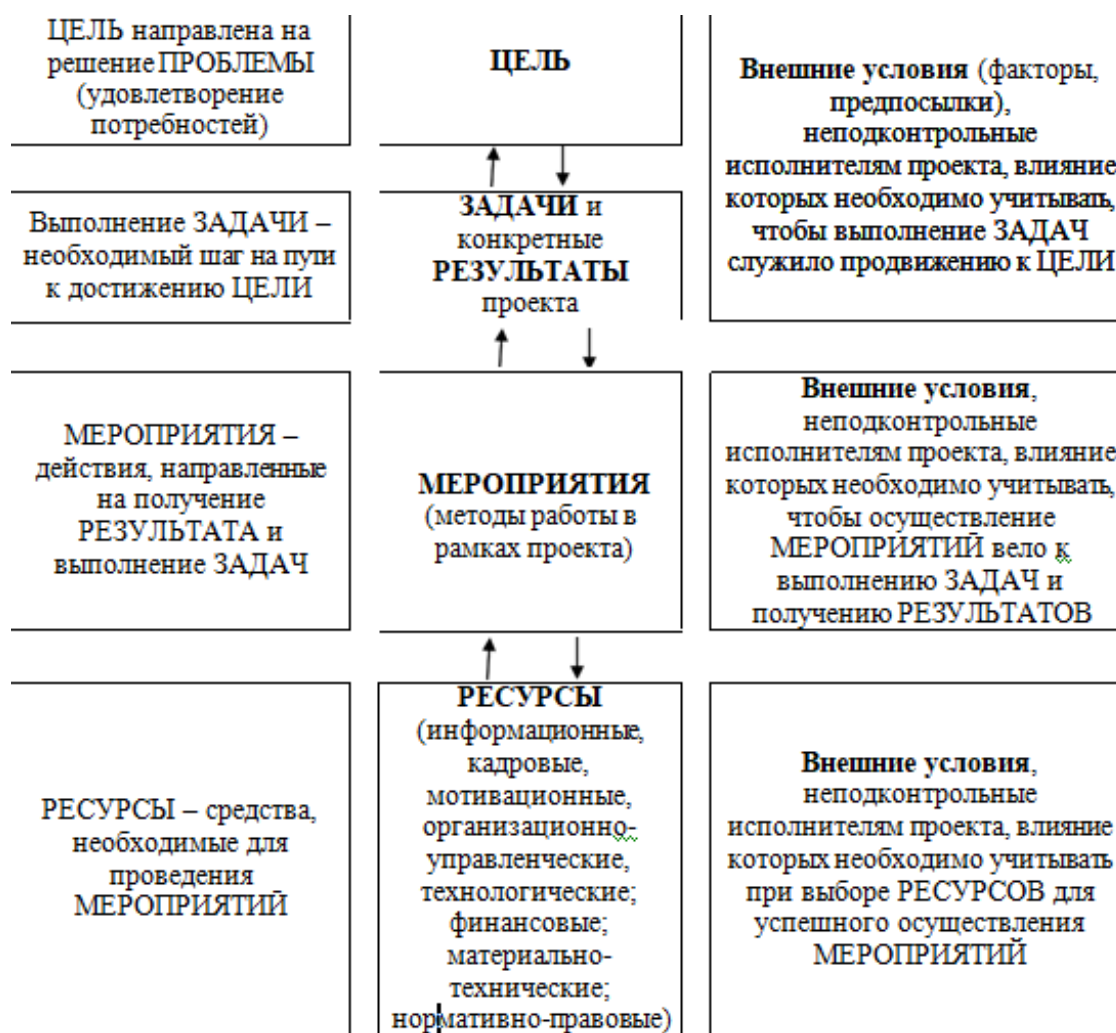 ЦЕЛЬ направлена на
решение ПРОБЛЕМЫ
(удовлетворение
потребностей)
ЦЕЛЬ
Внешние условия (факторы,
предпосылки),
неподконтрольные
исполнителям проекта, влияние
которых необходимо учитывать,
чтобы выполнение ЗАДАЧ
служило продвижению к ЦЕЛИ
Выполнение ЗАДАЧИ –
необходимый шаг на пути
к достижению ЦЕЛИ
ЗАДАЧИ и
конкретные
РЕЗУЛЬТАТЫ
проекта
МЕРОПРИЯТИЯ –
действия, направленные
на получение
РЕЗУЛЬТАТА и
выполнение ЗАДАЧ
МЕРОПРИЯТИЯ
(методы работы в
рамках проекта)
Внешние условия,
неподконтрольные
исполнителям проекта, влияние
которых необходимо учитывать,
чтобы осуществление
МЕРОПРИЯТИЙ вело к
выполнению ЗАДАЧ и
получению РЕЗУЛЬТАТОВ
РЕСУРСЫ – средства,
необходимые для
проведения
МЕРОПРИЯТИЙ
РЕСУРСЫ
(информационные,
кадровые,
мотивационные,
организационно-
управленческие,
технологические;
финансовые;
материально-
технические;
нормативно-правовые)
Внешние условия,
неподконтрольные
исполнителям проекта, влияние
которых необходимо учитывать
при выборе РЕСУРСОВ для
успешного осуществления
МЕРОПРИЯТИЙ